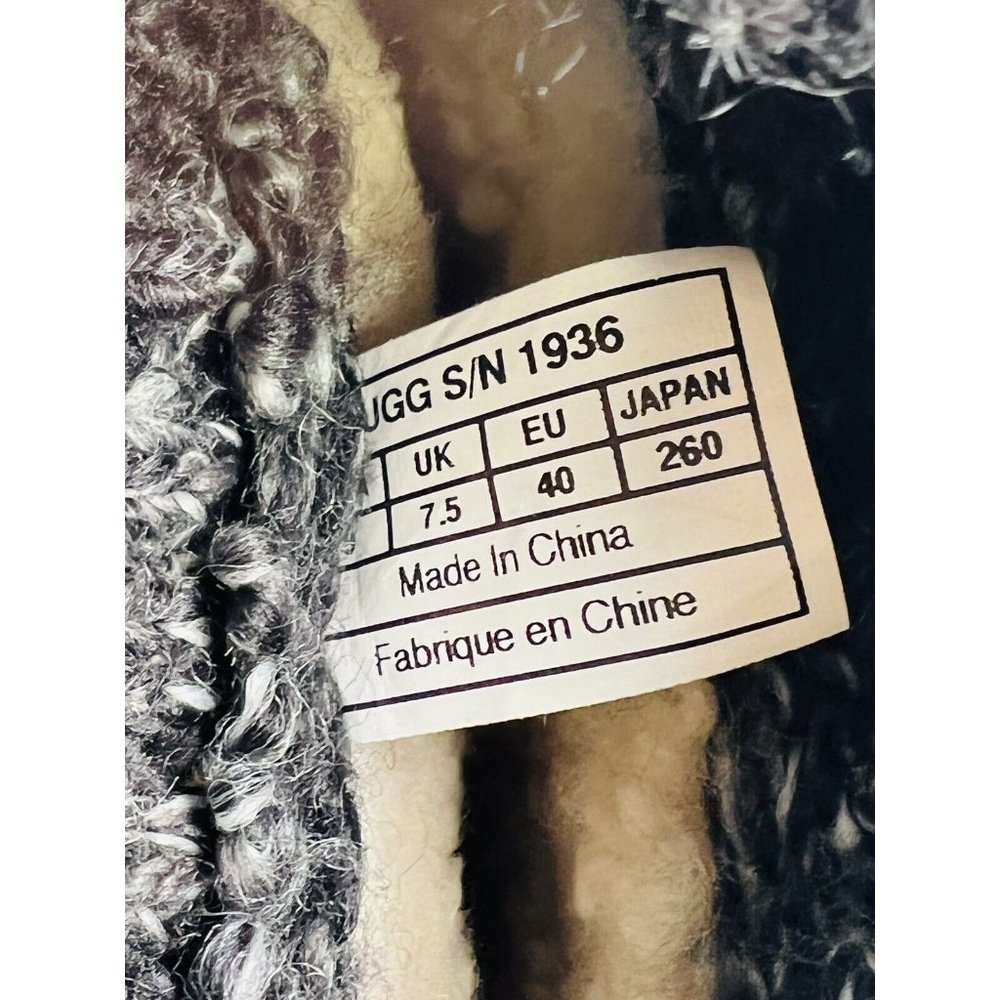 UGG S/N 1936
UK EU JAPAN
7.5 40 260
Made In China
Fabrique en Chine